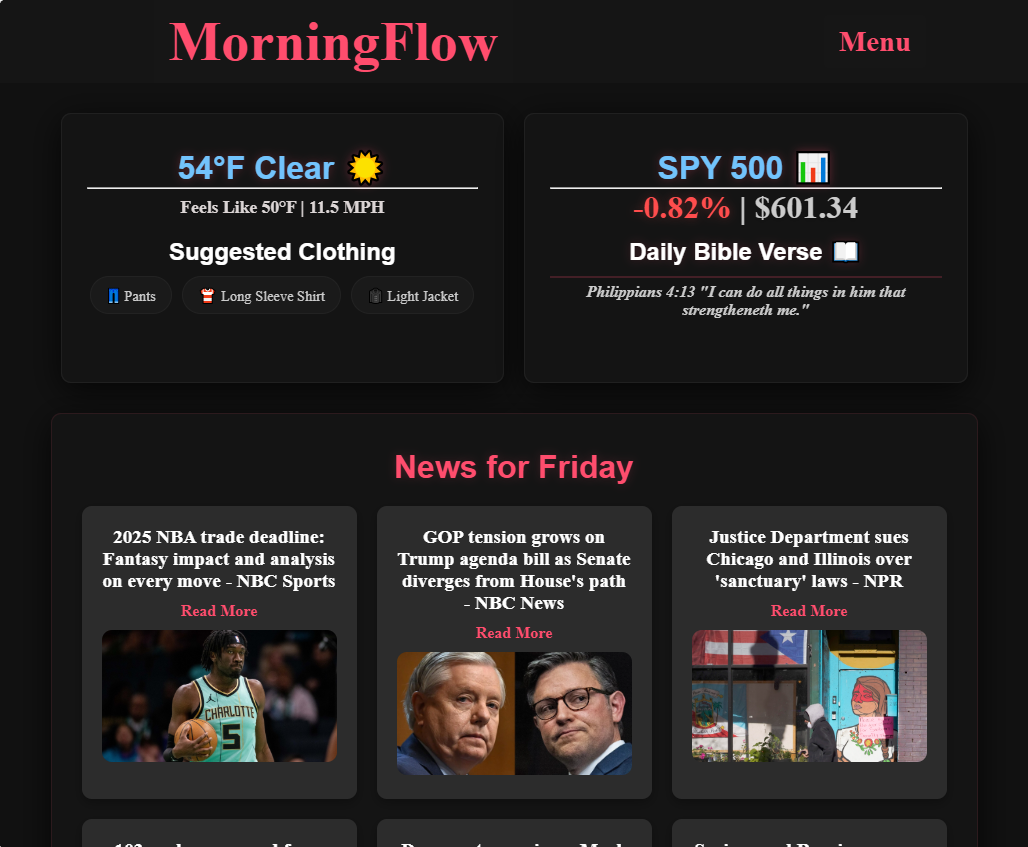 MorningFlow
Menu
54°F Clear
Feels Like 50°F | 11.5 MPH
Suggested Clothing
Pants
Long Sleeve Shirt
Light Jacket
SPY 500
-0.82% | $601.34
Daily Bible Verse
Philippians 4:13 "I can do all things in him that
strengtheneth me."
News for Friday
2025 NBA trade deadline:
Fantasy impact and analysis
on every move - NBC Sports
Read More
CHARLOTTE
5
GOP tension grows on
Trump agenda bill as Senate
diverges from House's path
- NBC News
Read More
Justice Department sues
Chicago and Illinois over
'sanctuary' laws - NPR
Read More